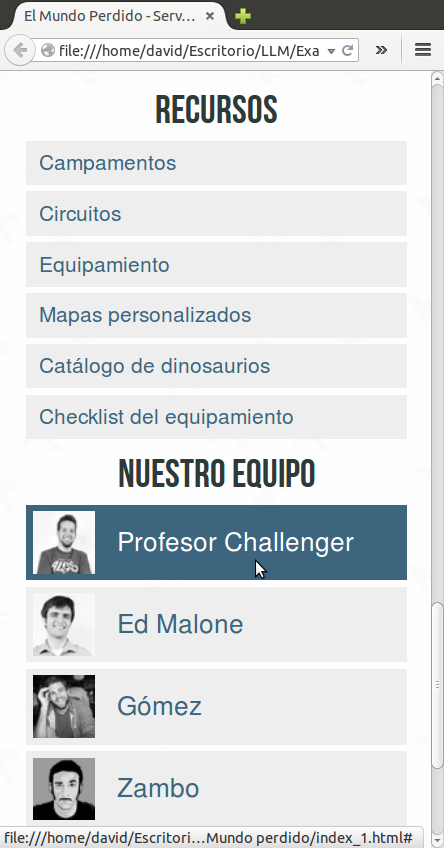 El Mundo Perdido - Serv...
file:///home/david/Escritorio/LLM/Exa
RECURSOS
Campamentos
Circuitos
Equipamiento
Mapas personalizados
Catálogo de dinosaurios
Checklist del equipamiento
NUESTRO EQUIPO
Profesor Challenger
Ed Malone
Gómez
Zambo
file:///home/david/Escritori...Mundo perdido/index_1.html#